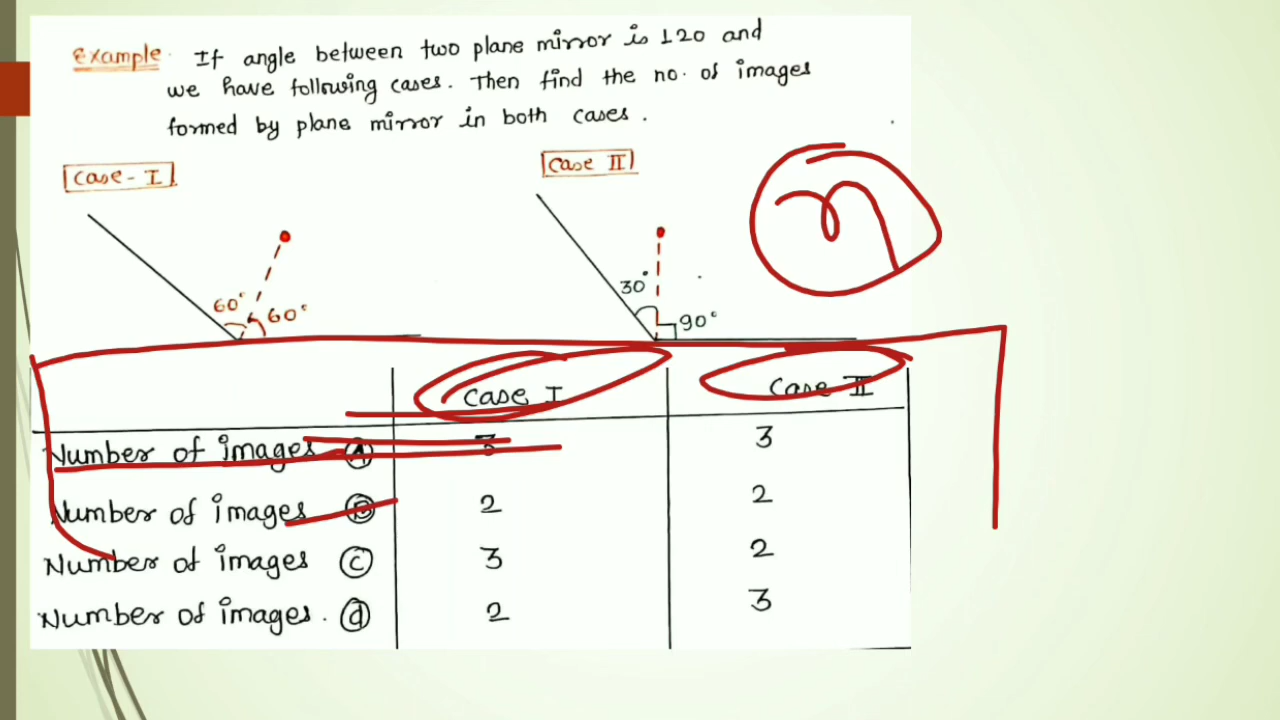 Example. If angle between two plane mirror is 120 and
we have following cases. Then find the no. of images
formed by plane mirror in both cases.
Case - I
Case II
n
60° 60°
30° 90°
Case I Case II
Number of images (A) 3 3
Number of images (B) 2 2
Number of images (C) 3 2
Number of images. (d) 2 3